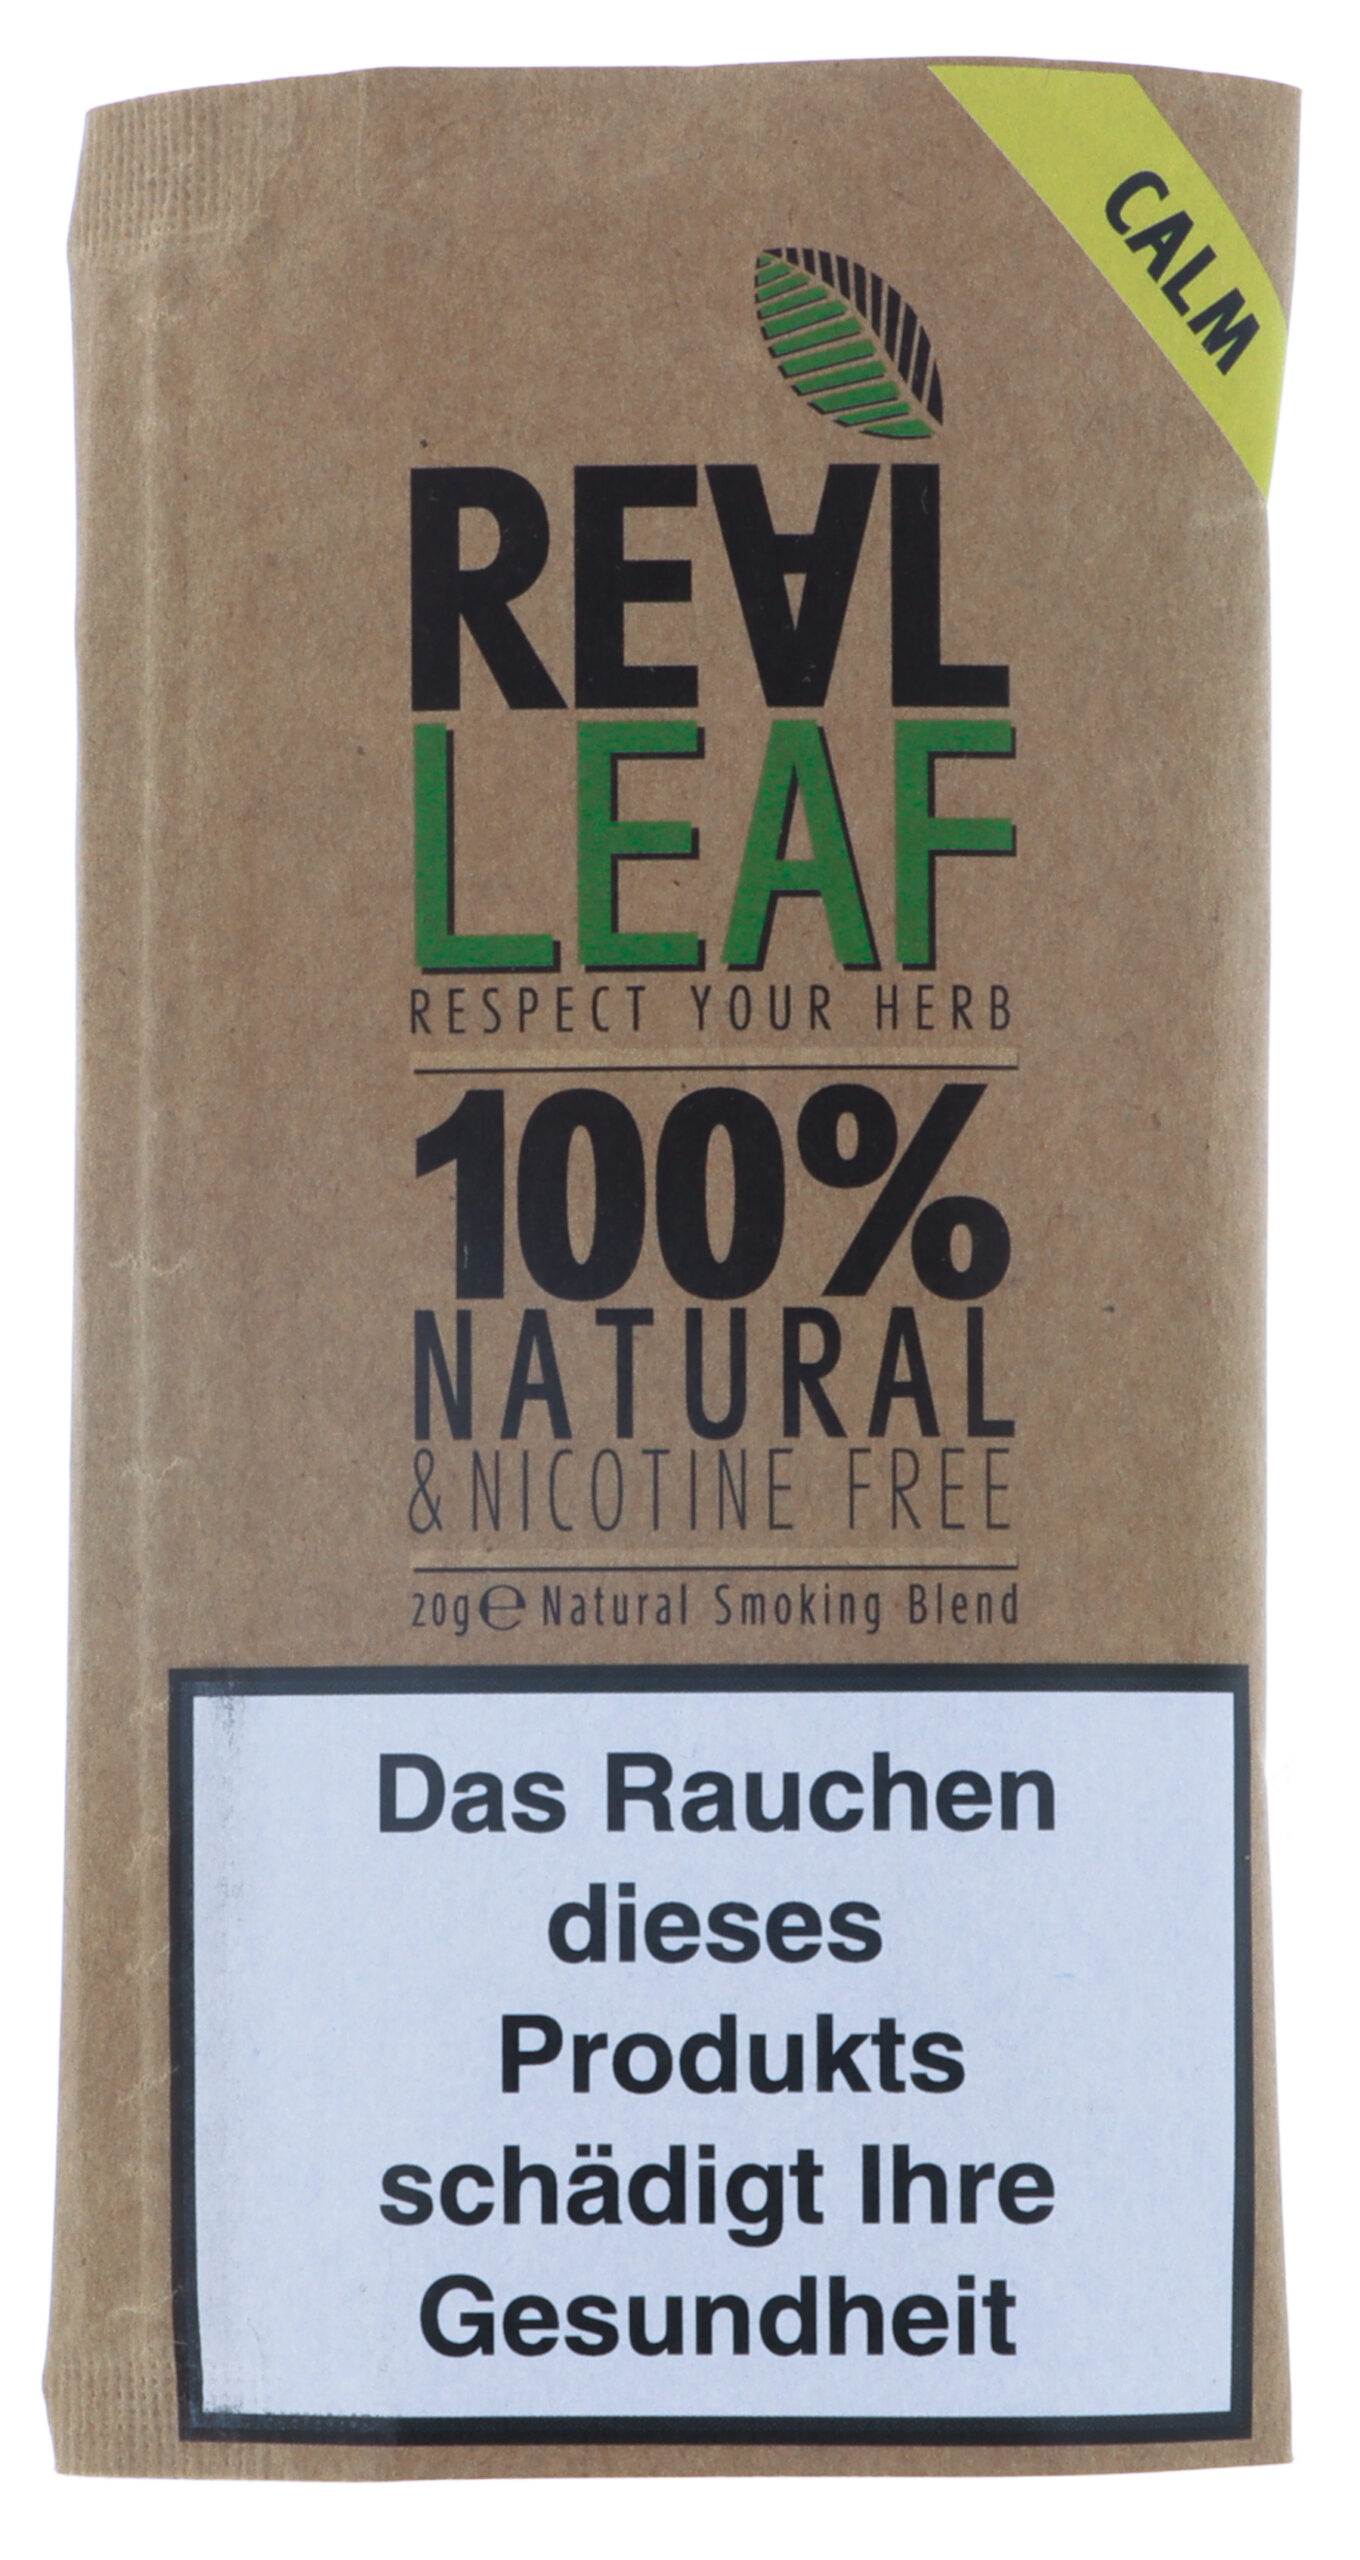 CALM
REAL
LEAF
RESPECT YOUR HERB
100%
NATURAL
& NICOTINE FREE
20g℮ Natural Smoking Blend
Das Rauchen
dieses
Produkts
schädigt Ihre
Gesundheit